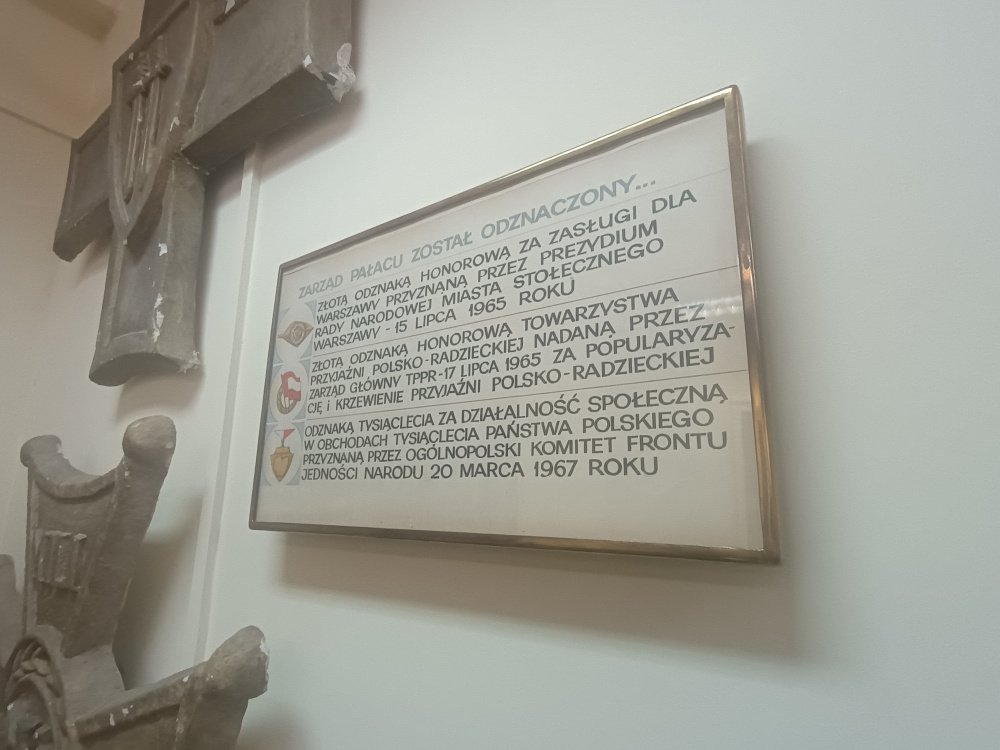 ZARZĄD PAŁACU ZOSTAŁ ODZNACZONY...
ZŁOTĄ ODZNAKĄ HONOROWĄ ZA ZASŁUGI DLA
WARSZAWY PRZYZNANĄ PRZEZ PREZYDIUM
RADY NARODOWEJ MIASTA STOŁECZNEGO
WARSZAWY - 15 LIPCA 1965 ROKU
ZŁOTĄ ODZNAKĄ HONOROWĄ TOWARZYSTWA
PRZYJAŹNI POLSKO-RADZIECKIEJ NADANĄ PRZEZ
ZARZĄD GŁÓWNY TPPR-17 LIPCA 1965 ZA POPULARYZA-
CJĘ i KRZEWIENIE PRZYJAŹNI POLSKO-RADZIECKIEJ
ODZNAKĄ TYSIĄCLECIA ZA DZIAŁALNOŚĆ SPOŁECZNĄ
W OBCHODACH TYSIĄCLECIA PAŃSTWA POLSKIEGO
PRZYZNANĄ PRZEZ OGÓLNOPOLSKI KOMITET FRONTU
JEDNOŚCI NARODU 20 MARCA 1967 ROKU